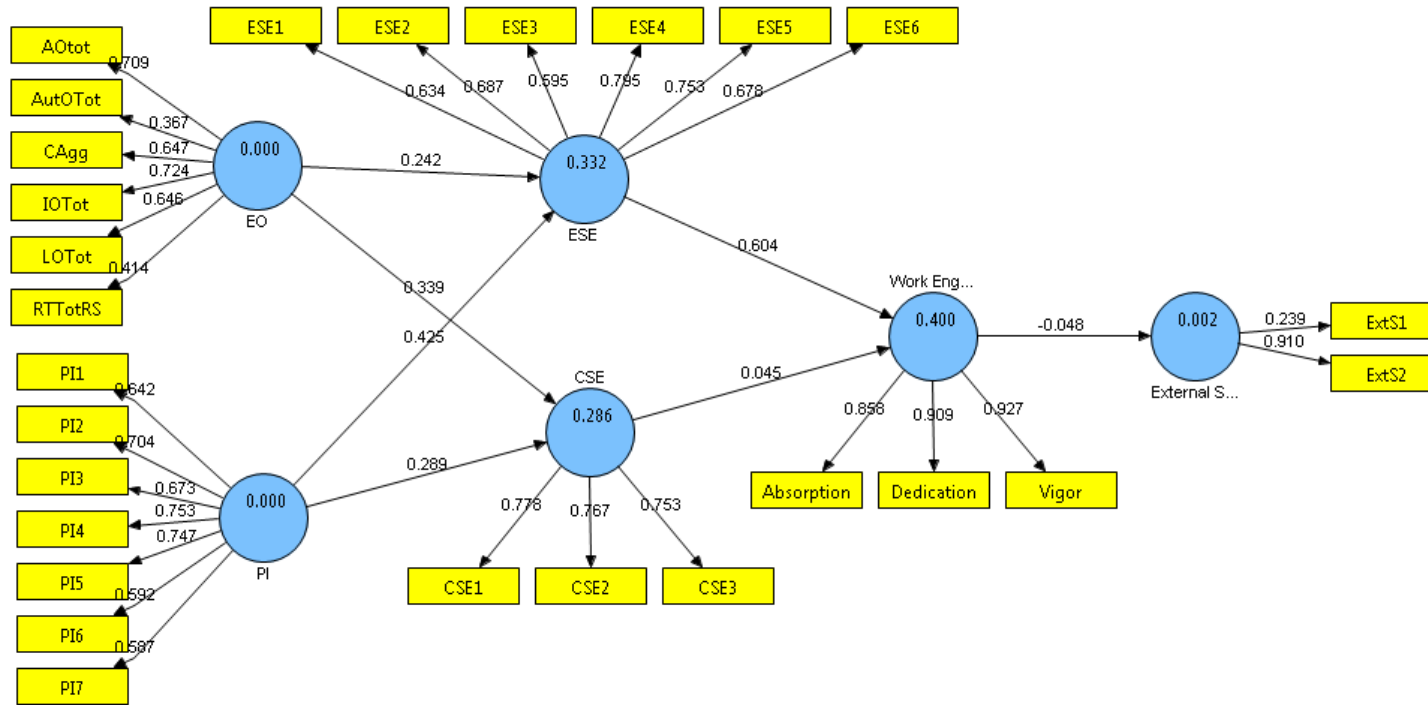 ESE1 ESE2 ESE3 ESE4 ESE5 ESE6
0.634 0.687 0.595 0.795 0.753 0.678
AOtot
0.709
AutOTot
0.367
CAgg
0.647
IOTot
0.724
LOTot
0.646
RTTotRS
0.414
0.000
EO
0.242
0.332
ESE
0.339
0.425
0.604
PI1
0.642
PI2
0.704
PI3
0.673
PI4
0.753
PI5
0.747
PI6
0.592
PI7
0.587
0.000
PI
0.289
CSE
0.286
0.045
0.778 0.767 0.753
CSE1 CSE2 CSE3
Work Eng...
0.400
0.858 0.909 0.927
Absorption Dedication Vigor
-0.048
0.002
External S...
0.239
ExtS1
0.910
ExtS2